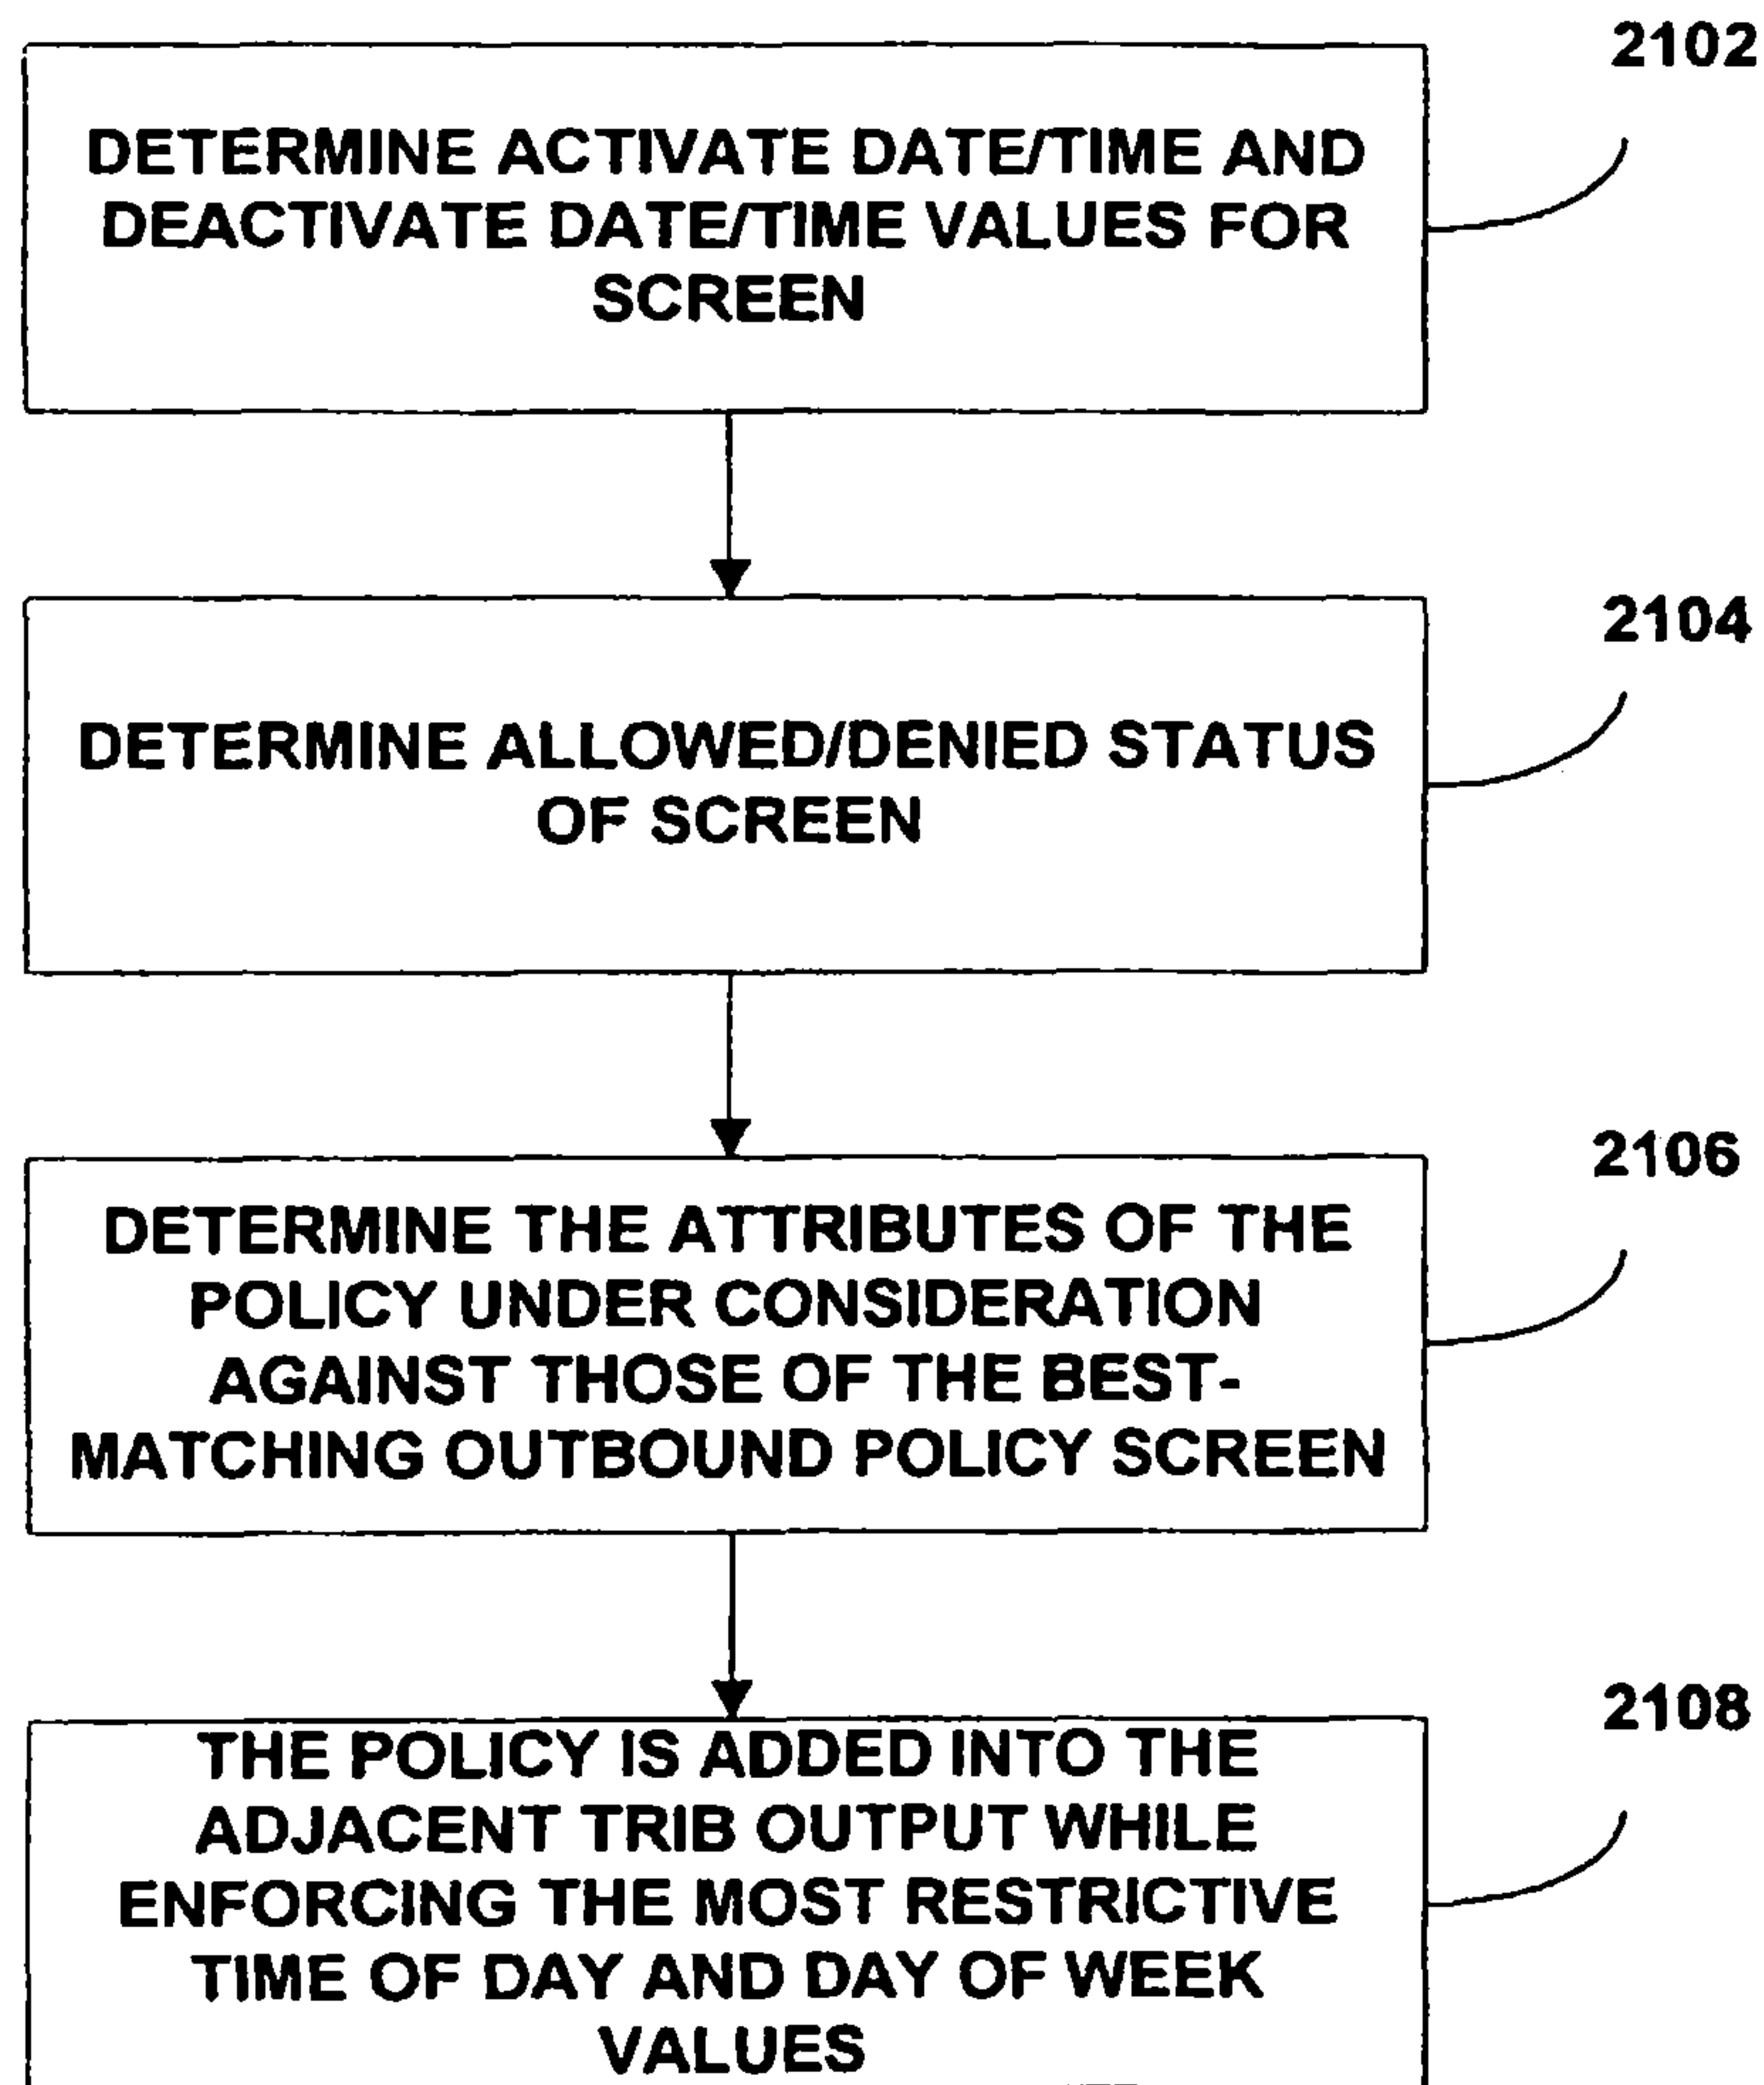 2102
DETERMINE ACTIVATE DATE/TIME AND
DEACTIVATE DATE/TIME VALUES FOR
SCREEN
2104
DETERMINE ALLOWED/DENIED STATUS
OF SCREEN
2106
DETERMINE THE ATTRIBUTES OF THE
POLICY UNDER CONSIDERATION
AGAINST THOSE OF THE BEST-
MATCHING OUTBOUND POLICY SCREEN
2108
THE POLICY IS ADDED INTO THE
ADJACENT TRIB OUTPUT WHILE
ENFORCING THE MOST RESTRICTIVE
TIME OF DAY AND DAY OF WEEK
VALUES